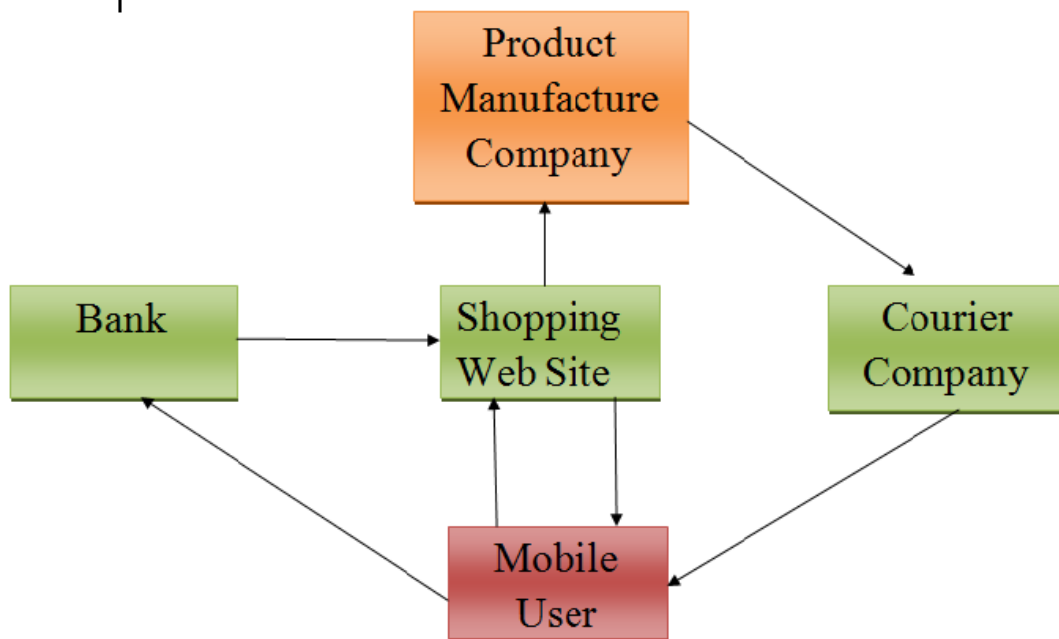 Product
Manufacture
Company
Bank
Shopping
Web Site
Courier
Company
Mobile
User